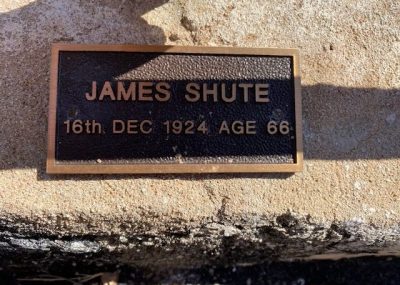 JAMES SHUTE
16th DEC 1924 AGE 66